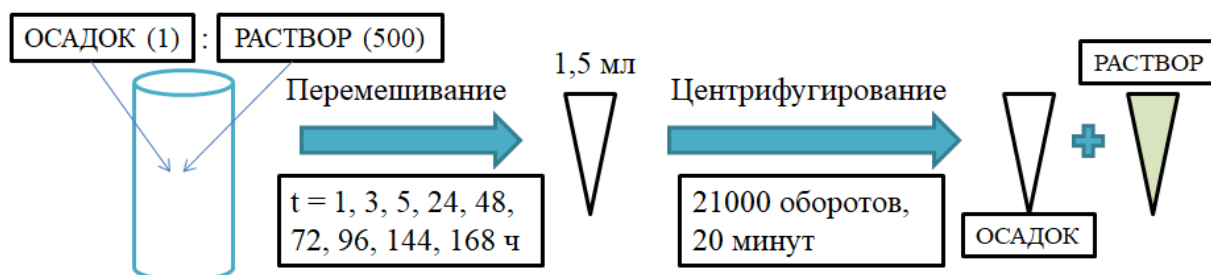 ОСАДОК (1) : РАСТВОР (500)
Перемешивание
t = 1, 3, 5, 24, 48,
72, 96, 144, 168 ч
1,5 мл
Центрифугирование
21000 оборотов,
20 минут
ОСАДОК
РАСТВОР